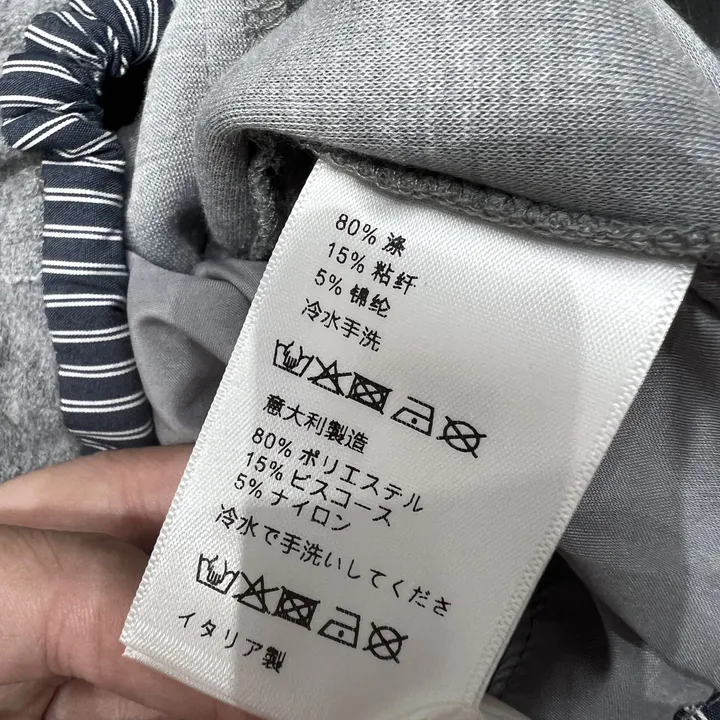 80% 涤
15% 粘纤
5% 锦纶
冷水手洗
意大利製造
80% ポリエステル
15% ビスコース
5% ナイロン
冷水で手洗いしてくださ
イタリア製